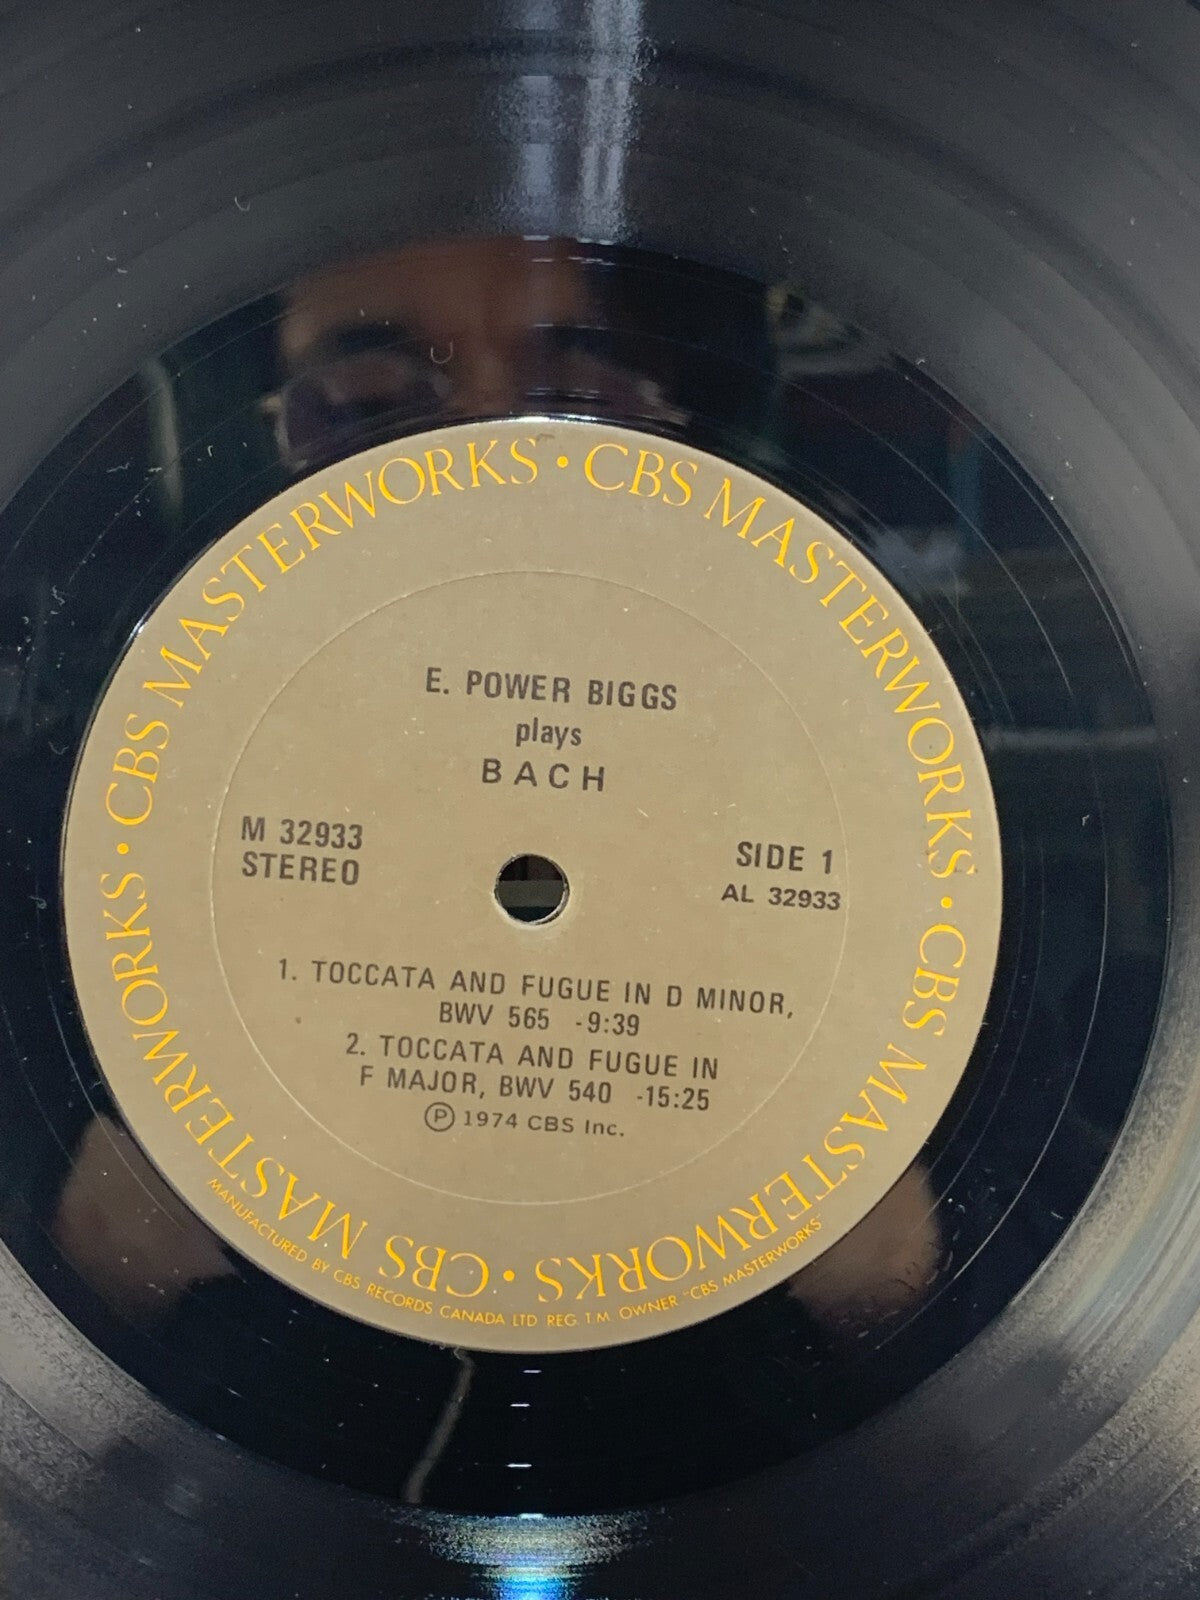 CBS MASTERWORKS · CBS MASTERWORKS · CBS MASTERWORKS · CBS MASTERWORKS ·
E. POWER BIGGS
plays
BACH
M 32933
STEREO
SIDE 1
AL 32933
1. TOCCATA AND FUGUE IN D MINOR,
BWV 565 -9:39
2. TOCCATA AND FUGUE IN
F MAJOR, BWV 540 -15:25
Ⓟ 1974 CBS Inc.
MANUFACTURED BY CBS RECORDS CANADA LTD REG. T.M. OWNER "CBS MASTERWORKS"